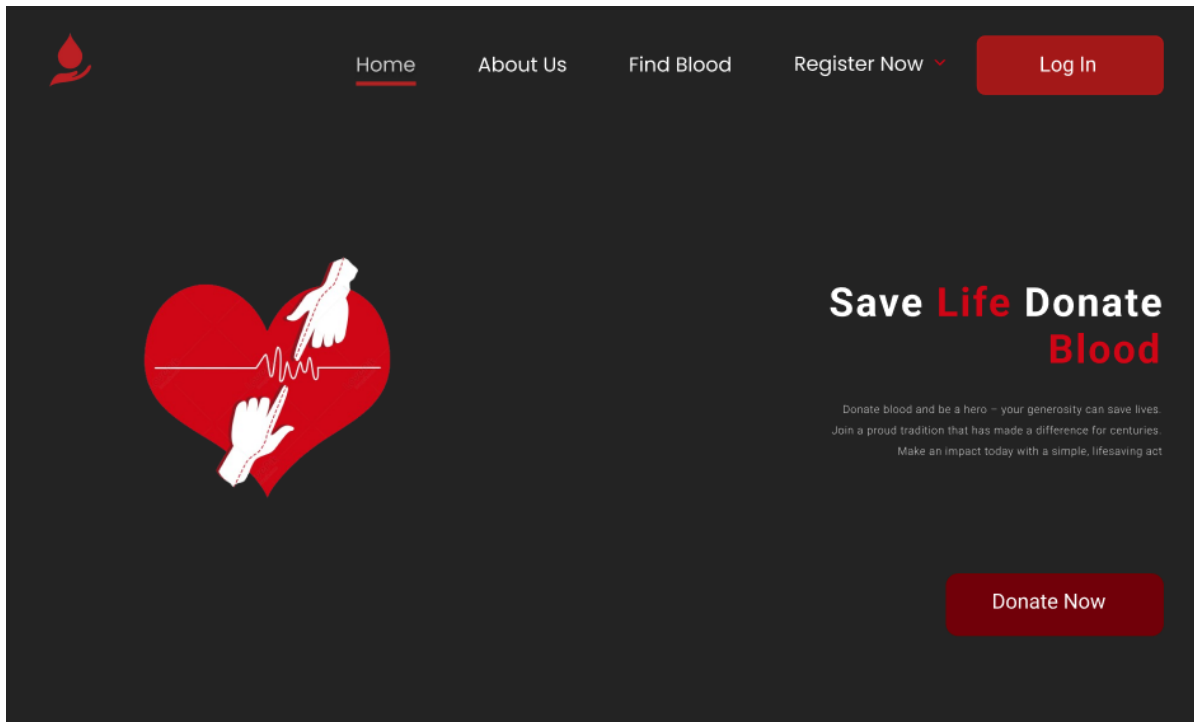 Home
About Us
Find Blood
Register Now
Log In
Save Life Donate
Blood
Donate blood and be a hero – your generosity can save lives.
Join a proud tradition that has made a difference for centuries.
Make an impact today with a simple, lifesaving act
Donate Now